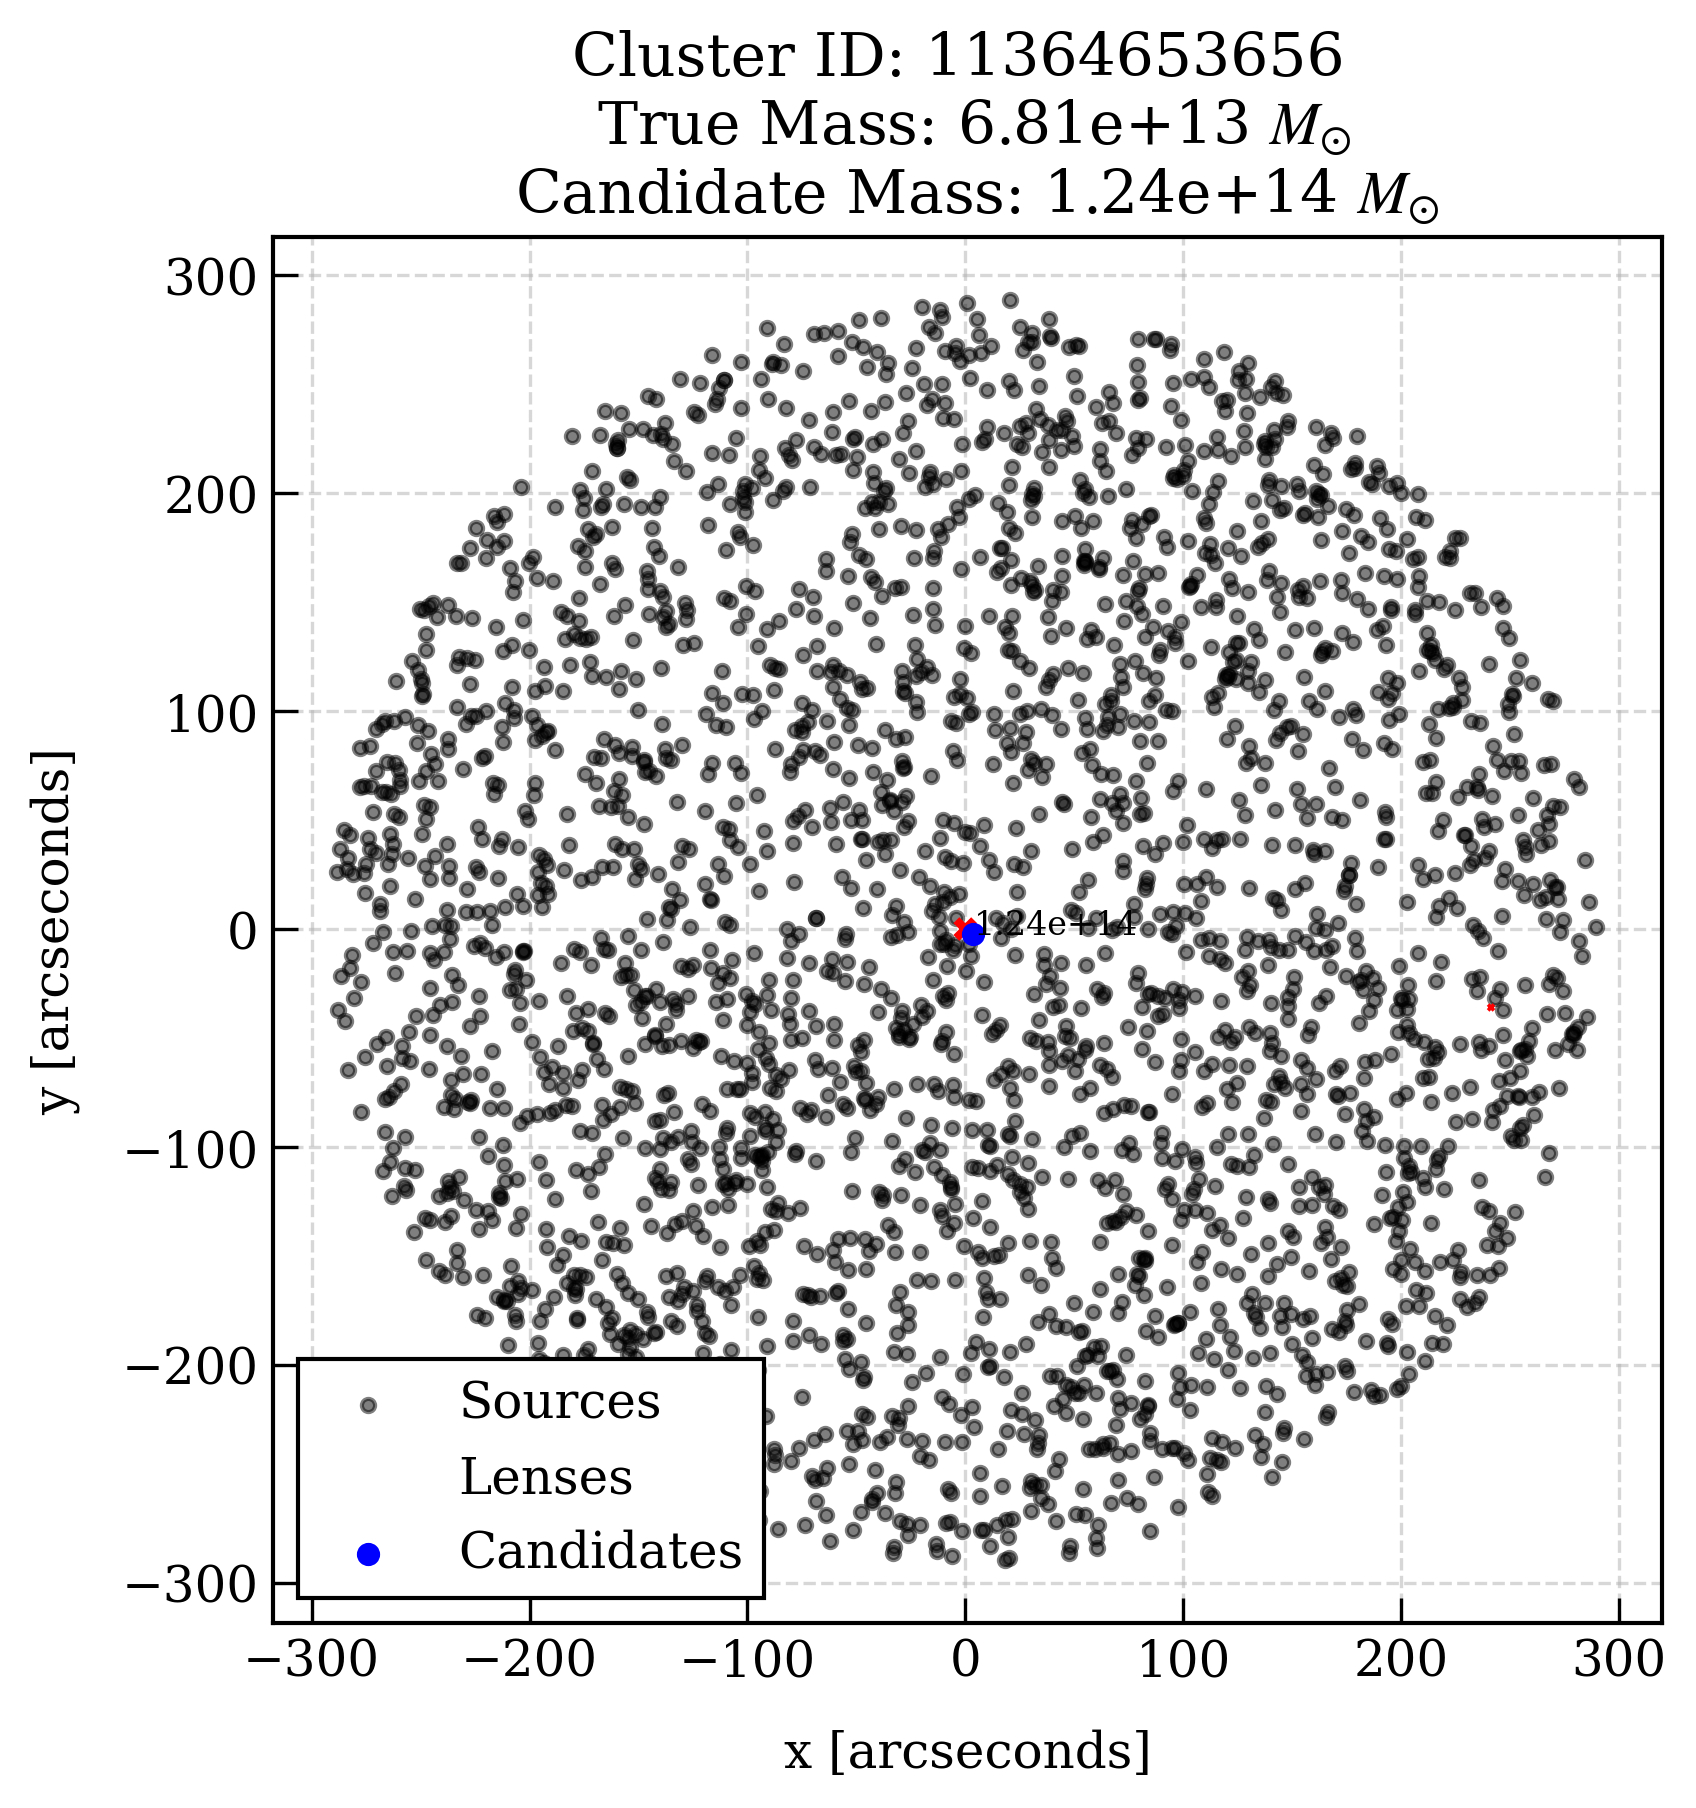 Cluster ID: 11364653656
True Mass: 6.81e+13 M⊙
Candidate Mass: 1.24e+14 M⊙
300
200
100
0
−100
−200
−300
y [arcseconds]
1.24e+14
Sources
Lenses
Candidates
−300 −200 −100 0 100 200 300
x [arcseconds]